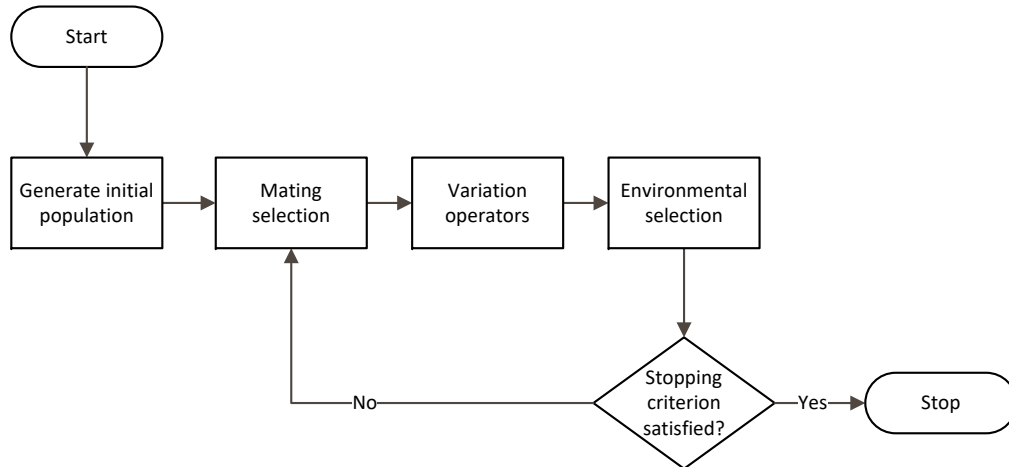 Start
Generate initial
population
Mating
selection
Variation
operators
Environmental
selection
Stopping
criterion
satisfied?
No
Yes
Stop